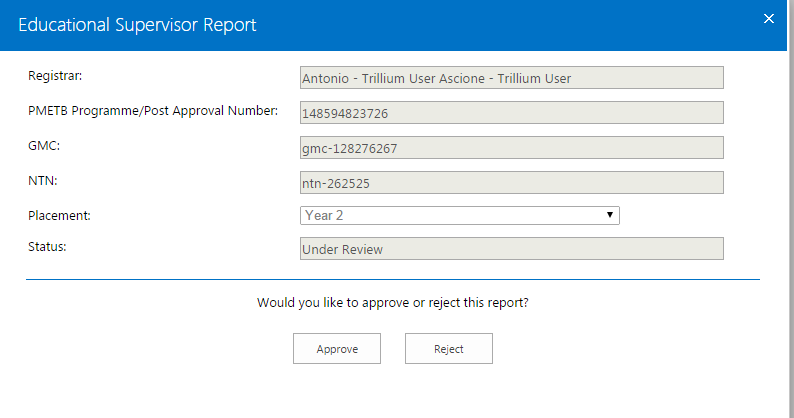 Educational Supervisor Report
Registrar: Antonio - Trillium User Ascione - Trillium User
PMETB Programme/Post Approval Number: 148594823726
GMC: gmc-128276267
NTN: ntn-262525
Placement: Year 2
Status: Under Review
Would you like to approve or reject this report?
Approve Reject